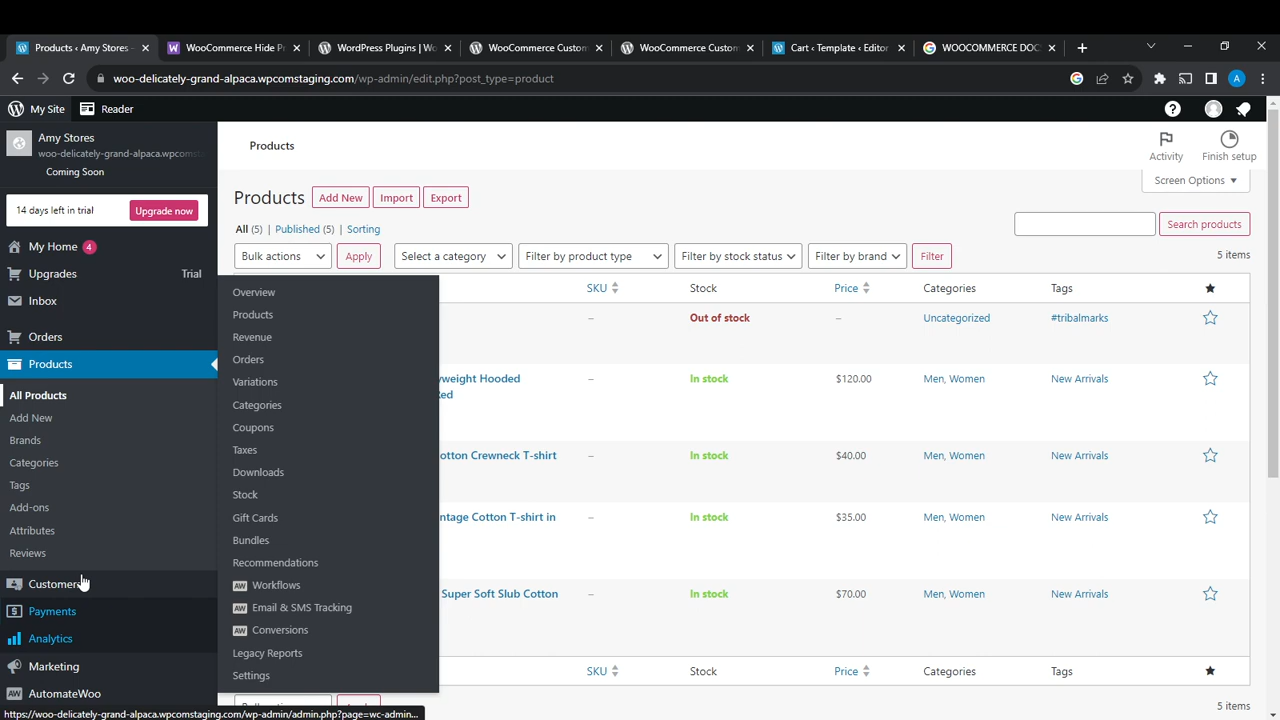 Products ‹ Amy Stores -
WooCommerce Hide Pr
WordPress Plugins | Wo
WooCommerce Custom
WooCommerce Custom
Cart ‹ Template ‹ Editor
WOOCOMMERCE DOC
woo-delicately-grand-alpaca.wpcomstaging.com/wp-admin/edit.php?post_type=product
A
My Site
Reader
Amy Stores
woo-delicately-grand-alpaca.wpcomsta
Coming Soon
Products
Activity
Finish setup
Screen Options
14 days left in trial
Upgrade now
Products
Add New
Import
Export
All (5) | Published (5) | Sorting
Search products
My Home 4
Bulk actions
Apply
Select a category
Filter by product type
Filter by stock status
Filter by brand
Filter
5 items
Upgrades Trial
Inbox
Orders
Products
All Products
Add New
Brands
Categories
Tags
Add-ons
Attributes
Reviews
Customers
Payments
Analytics
Marketing
AutomateWoo
Overview
Products
Revenue
Orders
Variations
Categories
Coupons
Taxes
Downloads
Stock
Gift Cards
Bundles
Recommendations
AW Workflows
AW Email & SMS Tracking
AW Conversions
Legacy Reports
Settings
SKU Stock Price Categories Tags
– Out of stock – Uncategorized #tribalmarks
yweight Hooded – In stock $120.00 Men, Women New Arrivals
Red
otton Crewneck T-shirt – In stock $40.00 Men, Women New Arrivals
ntage Cotton T-shirt in – In stock $35.00 Men, Women New Arrivals
Super Soft Slub Cotton – In stock $70.00 Men, Women New Arrivals
SKU Stock Price Categories Tags
5 items
https://woo-delicately-grand-alpaca.wpcomstaging.com/wp-admin/admin.php?page=wc-admin...